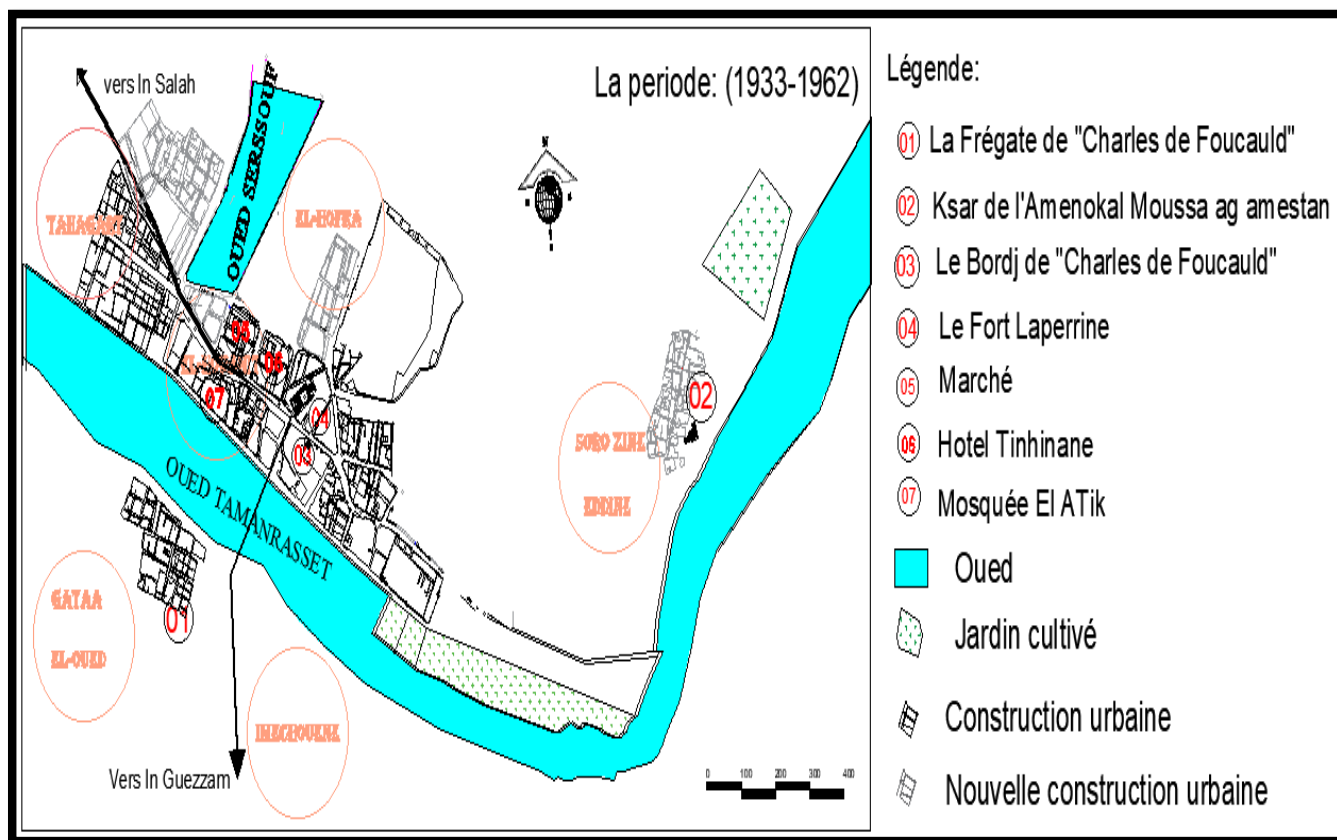 La periode: (1933-1962)
vers In Salah
OUED SERSSOUF
TAHAGART
EL-HOFRA
05
06
07
04
03
02
SORO ZINE
EDDINE
OUED TAMANRASSET
GATAA
EL-OUED
01
IMECHOUENE
Vers In Guezzam
0 100 200 300 400
Légende:
01 La Frégate de "Charles de Foucauld"
02 Ksar de l'Amenokal Moussa ag amestan
03 Le Bordj de "Charles de Foucauld"
04 Le Fort Laperrine
05 Marché
06 Hotel Tinhinane
07 Mosquée El ATik
Oued
Jardin cultivé
Construction urbaine
Nouvelle construction urbaine